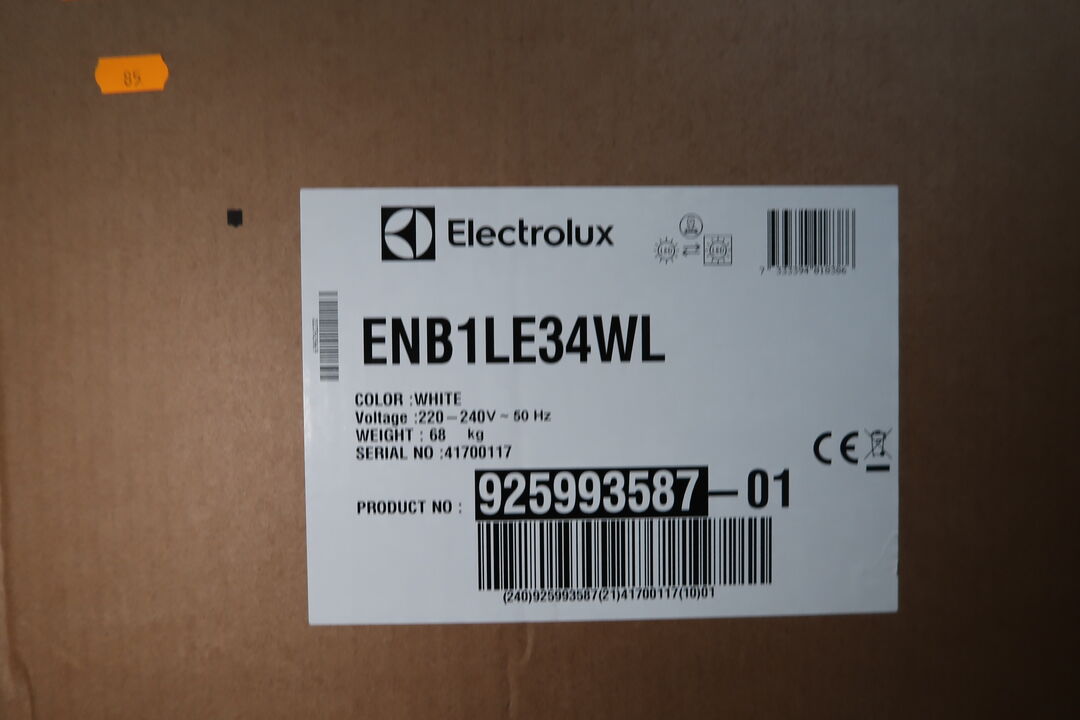 85
Electrolux
ENB1LE34WL
COLOR :WHITE
Voltage :220-240V ~ 50 Hz
WEIGHT : 68 kg
SERIAL NO :41700117
PRODUCT NO : 925993587-01
(240)925993587(21)41700117(10)01
CE